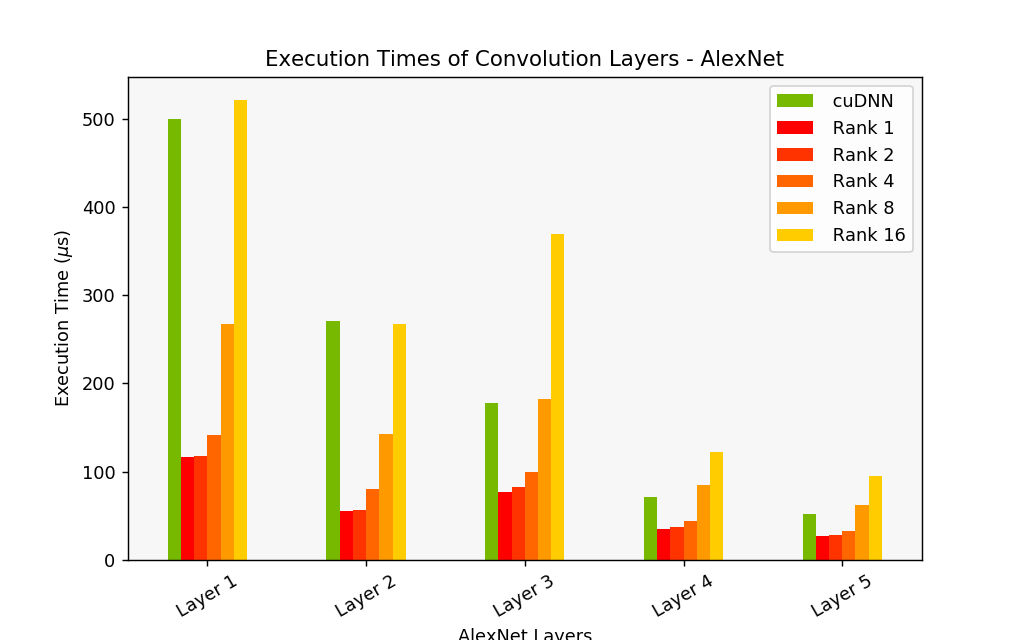 Execution Times of Convolution Layers - AlexNet
cuDNN
Rank 1
Rank 2
Rank 4
Rank 8
Rank 16
Execution Time (μs)
500
400
300
200
100
0
Layer 1
Layer 2
Layer 3
Layer 4
Layer 5
AlexNet Layers